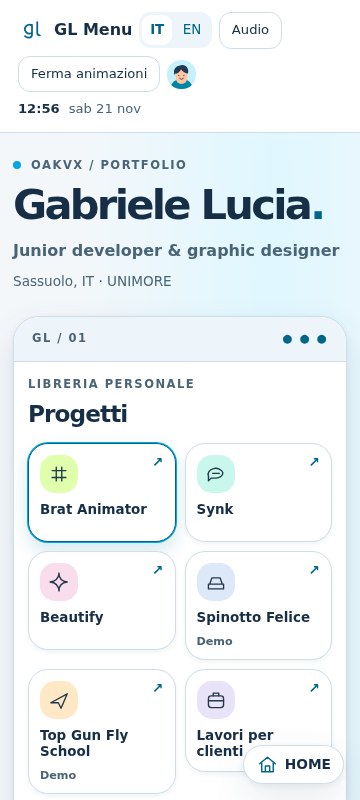 gl GL Menu IT EN Audio
Ferma animazioni
12:56 sab 21 nov
OAKVX / PORTFOLIO
Gabriele Lucia.
Junior developer & graphic designer
Sassuolo, IT · UNIMORE
GL / 01
LIBRERIA PERSONALE
Progetti
Brat Animator
Synk
Beautify
Spinotto Felice
Demo
Top Gun Fly
School
Demo
Lavori per
clienti
HOME